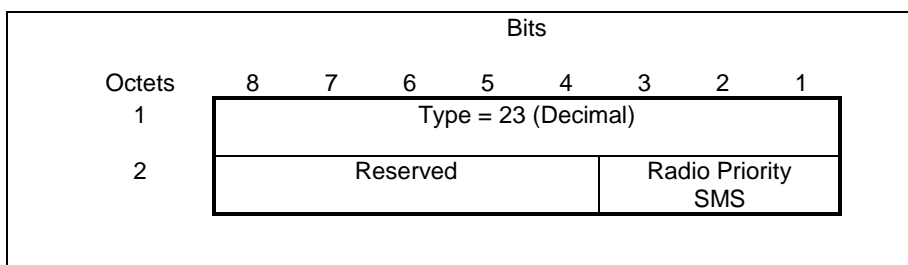 Bits
Octets 8 7 6 5 4 3 2 1
1 Type = 23 (Decimal)
2 Reserved Radio Priority
SMS